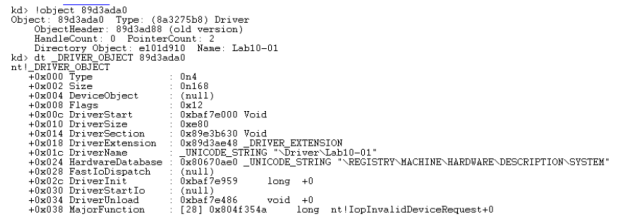 kd> !object 89d3ada0
Object: 89d3ada0 Type: (8a3275b8) Driver
ObjectHeader: 89d3ad88 (old version)
HandleCount: 0 PointerCount: 2
Directory Object: e101d910 Name: Lab10-01
kd> dt _DRIVER_OBJECT 89d3ada0
nt!_DRIVER_OBJECT
+0x000 Type : 0n4
+0x002 Size : 0n168
+0x004 DeviceObject : (null)
+0x008 Flags : 0x12
+0x00c DriverStart : 0xbaf7e000 Void
+0x010 DriverSize : 0xe80
+0x014 DriverSection : 0x89e3b630 Void
+0x018 DriverExtension : 0x89d3ae48 _DRIVER_EXTENSION
+0x01c DriverName : _UNICODE_STRING "\Driver\Lab10-01"
+0x024 HardwareDatabase : 0x80670ae0 _UNICODE_STRING "\REGISTRY\MACHINE\HARDWARE\DESCRIPTION\SYSTEM"
+0x028 FastIoDispatch : (null)
+0x02c DriverInit : 0xbaf7e959 long +0
+0x030 DriverStartIo : (null)
+0x034 DriverUnload : 0xbaf7e486 void +0
+0x038 MajorFunction : [28] 0x804f354a long nt!IopInvalidDeviceRequest+0